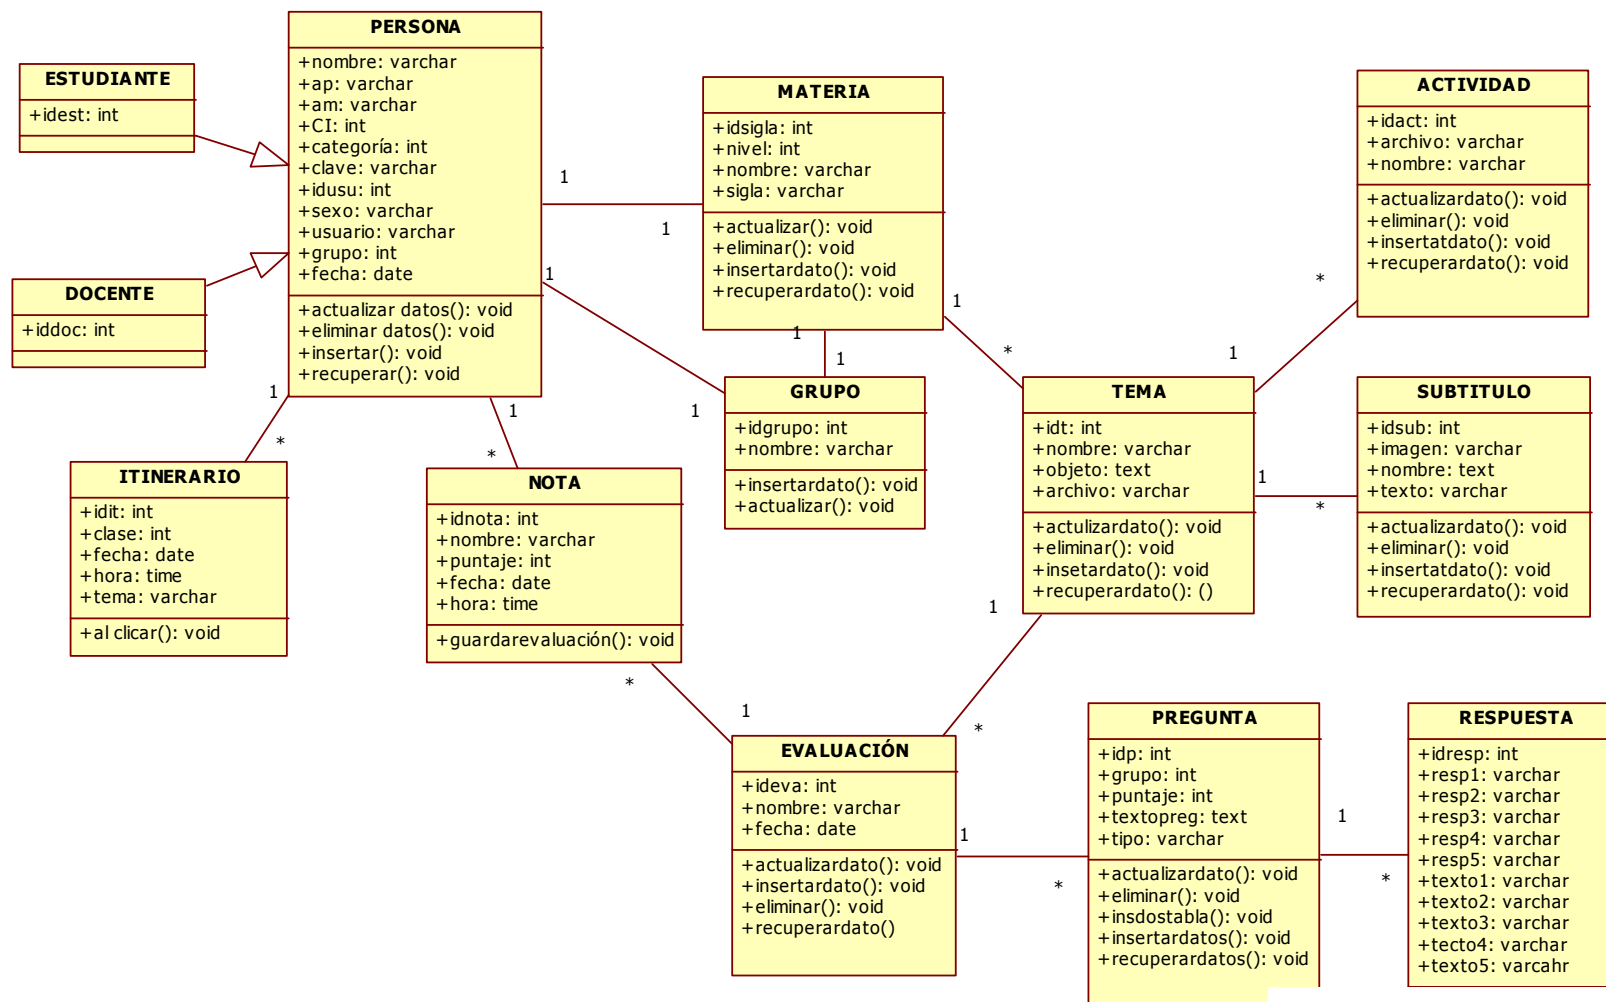 PERSONA
+nombre: varchar
+ap: varchar
+am: varchar
+CI: int
+categoría: int
+clave: varchar
+idusu: int
+sexo: varchar
+usuario: varchar
+grupo: int
+fecha: date
+actualizar datos(): void
+eliminar datos(): void
+insertar(): void
+recuperar(): void
ESTUDIANTE
+idest: int
DOCENTE
+iddoc: int
MATERIA
+idsigla: int
+nivel: int
+nombre: varchar
+sigla: varchar
+actualizar(): void
+eliminar(): void
+insertardato(): void
+recuperardato(): void
ACTIVIDAD
+idact: int
+archivo: varchar
+nombre: varchar
+actualizardato(): void
+eliminar(): void
+insertatdato(): void
+recuperardato(): void
1
1
1
1
1
1
1
*
*
1
GRUPO
+idgrupo: int
+nombre: varchar
+insertardato(): void
+actualizar(): void
TEMA
+idt: int
+nombre: varchar
+objeto: text
+archivo: varchar
+actulizardato(): void
+eliminar(): void
+insetardato(): void
+recuperardato: ()
SUBTITULO
+idsub: int
+imagen: varchar
+nombre: text
+texto: varchar
+actualizardato(): void
+eliminar(): void
+insertatdato(): void
+recuperardato(): void
1
*
1
*
1
*
ITINERARIO
+idit: int
+clase: int
+fecha: date
+hora: time
+tema: varchar
+al clicar(): void
NOTA
+idnota: int
+nombre: varchar
+puntaje: int
+fecha: date
+hora: time
+guardarevaluación(): void
*
1
1
*
EVALUACIÓN
+ideva: int
+nombre: varchar
+fecha: date
+actualizardato(): void
+insertardato(): void
+eliminar(): void
+recuperardato()
1
*
PREGUNTA
+idp: int
+grupo: int
+puntaje: int
+textopreg: text
+tipo: varchar
+actualizardato(): void
+eliminar(): void
+insdostabla(): void
+insertardatos(): void
+recuperardatos(): void
1
*
RESPUESTA
+idresp: int
+resp1: varchar
+resp2: varchar
+resp3: varchar
+resp4: varchar
+resp5: varchar
+texto1: varchar
+texto2: varchar
+texto3: varchar
+tecto4: varchar
+texto5: varcahr